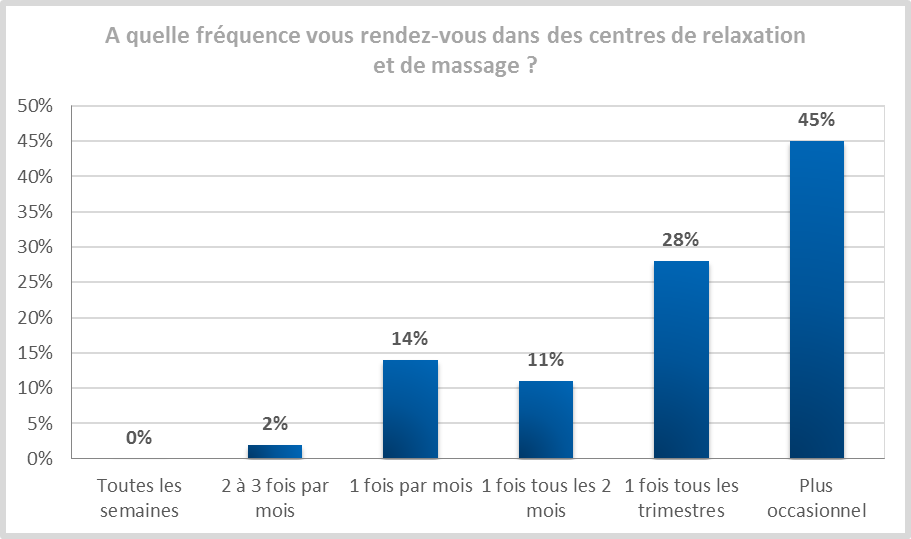 A quelle fréquence vous rendez-vous dans des centres de relaxation
et de massage ?
50%
45%
40%
35%
30%
25%
20%
15%
10%
5%
0%
0%
2%
14%
11%
28%
45%
Toutes les
semaines
2 à 3 fois par
mois
1 fois par mois
1 fois tous les 2
mois
1 fois tous les
trimestres
Plus
occasionnel